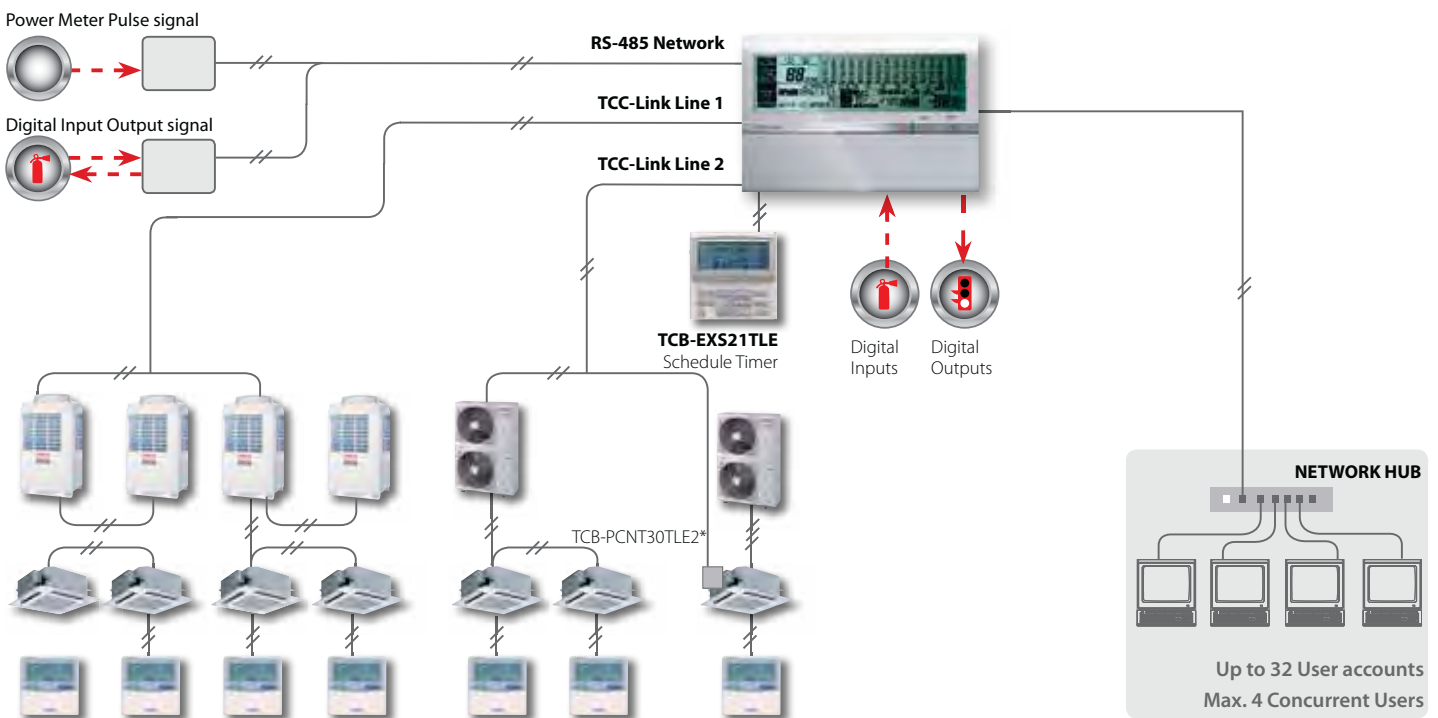 Power Meter Pulse signal
RS-485 Network
TCC-Link Line 1
Digital Input Output signal
TCC-Link Line 2
TCB-EXS21TLE
Schedule Timer
Digital
Inputs
Digital
Outputs
TCB-PCNT30TLE2*
NETWORK HUB
Up to 32 User accounts
Max. 4 Concurrent Users